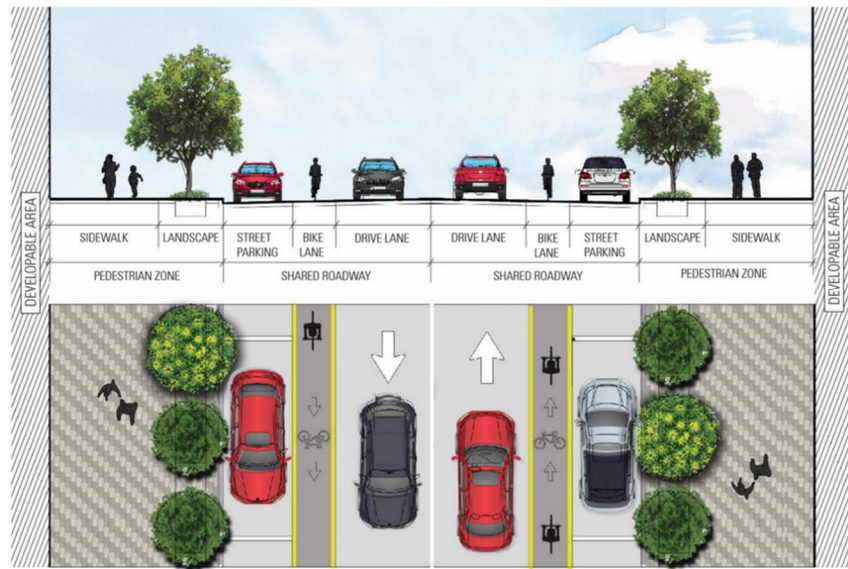 DEVELOPABLE AREA
SIDEWALK
LANDSCAPE
STREET
PARKING
BIKE
LANE
DRIVE LANE
DRIVE LANE
BIKE
LANE
STREET
PARKING
LANDSCAPE
SIDEWALK
PEDESTRIAN ZONE
SHARED ROADWAY
SHARED ROADWAY
PEDESTRIAN ZONE
DEVELOPABLE AREA